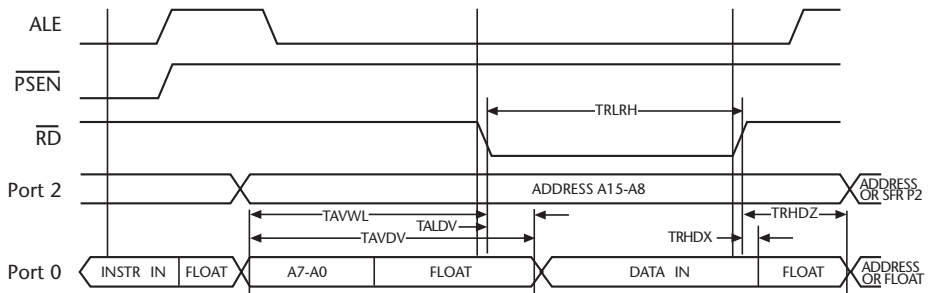 ALE
PSEN
TRLRH
RD
Port 2
ADDRESS A15-A8
ADDRESS
OR SFR P2
TAVWL
TALDV
TRHDZ
TAVDV
TRHDX
Port 0
INSTR IN
FLOAT
A7-A0
FLOAT
DATA IN
FLOAT
ADDRESS
OR FLOAT